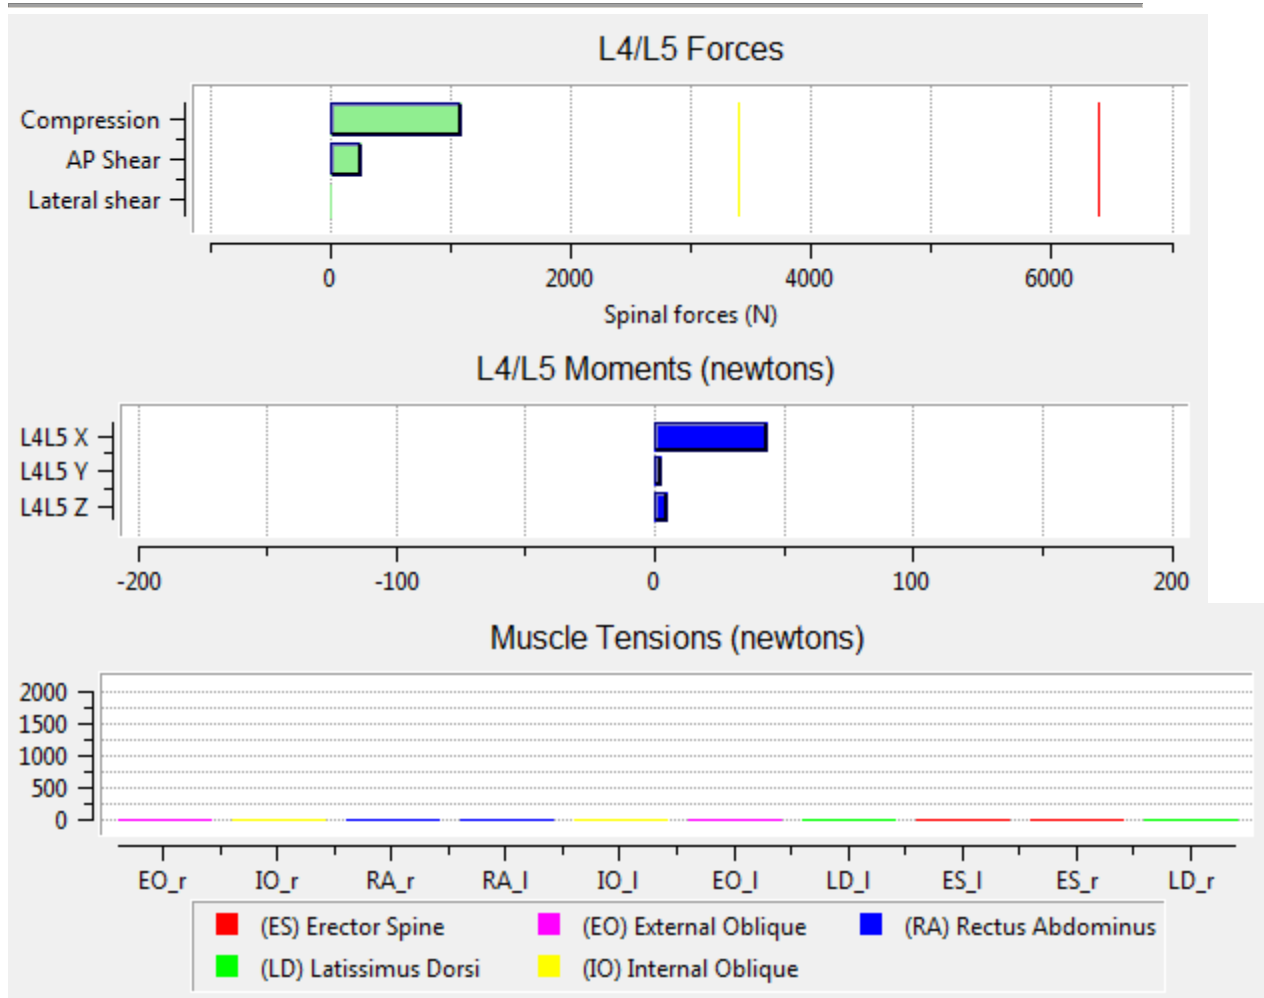 L4/L5 Forces
Compression
AP Shear
Lateral shear
0 2000 4000 6000
Spinal forces (N)
L4/L5 Moments (newtons)
L4L5 X
L4L5 Y
L4L5 Z
-200 -100 0 100 200
Muscle Tensions (newtons)
2000
1500
1000
500
0
EO_r IO_r RA_r RA_l IO_l EO_l LD_l ES_l ES_r LD_r
(ES) Erector Spine (EO) External Oblique (RA) Rectus Abdominus
(LD) Latissimus Dorsi (IO) Internal Oblique